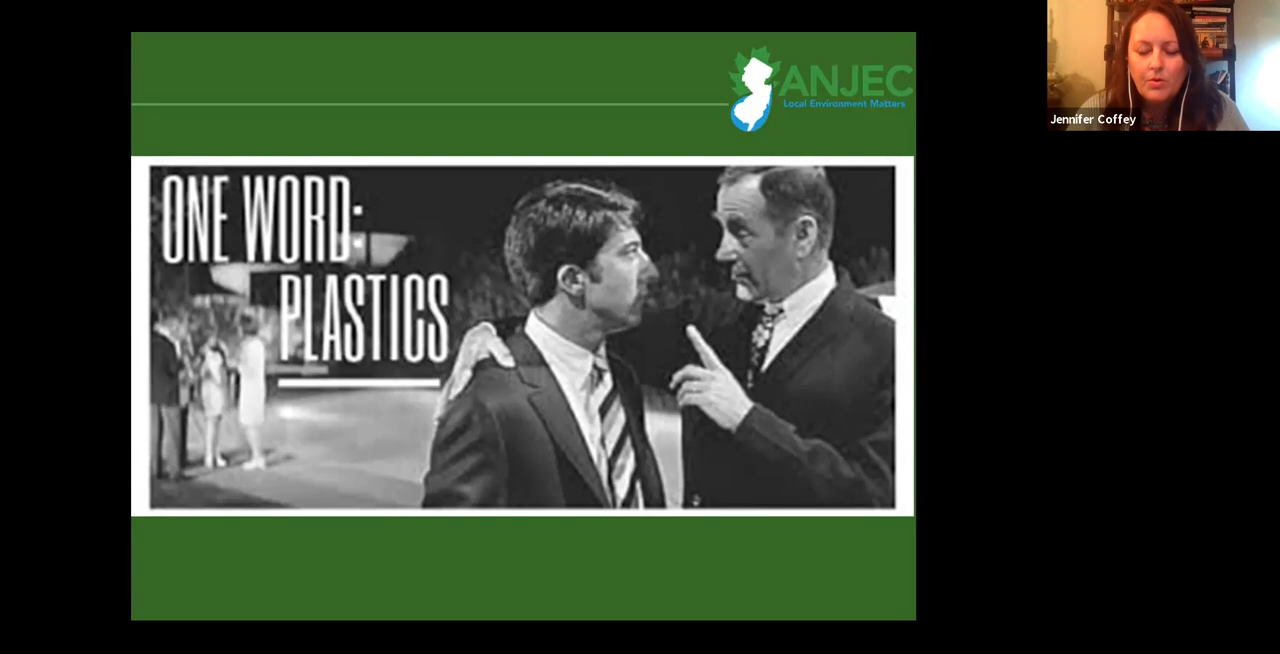 ANJEC
Local Environment Matters
Jennifer Coffey
ONE WORD:
PLASTICS